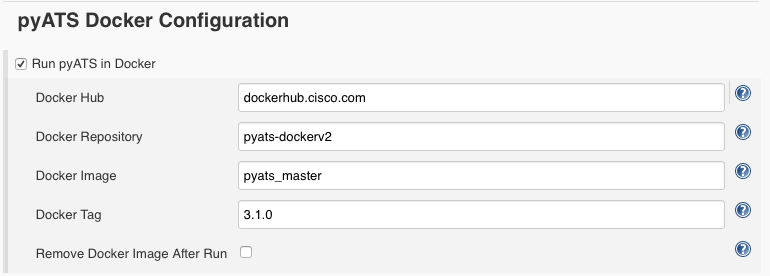 pyATS Docker Configuration
Run pyATS in Docker
Docker Hub dockerhub.cisco.com
Docker Repository pyats-dockerv2
Docker Image pyats_master
Docker Tag 3.1.0
Remove Docker Image After Run